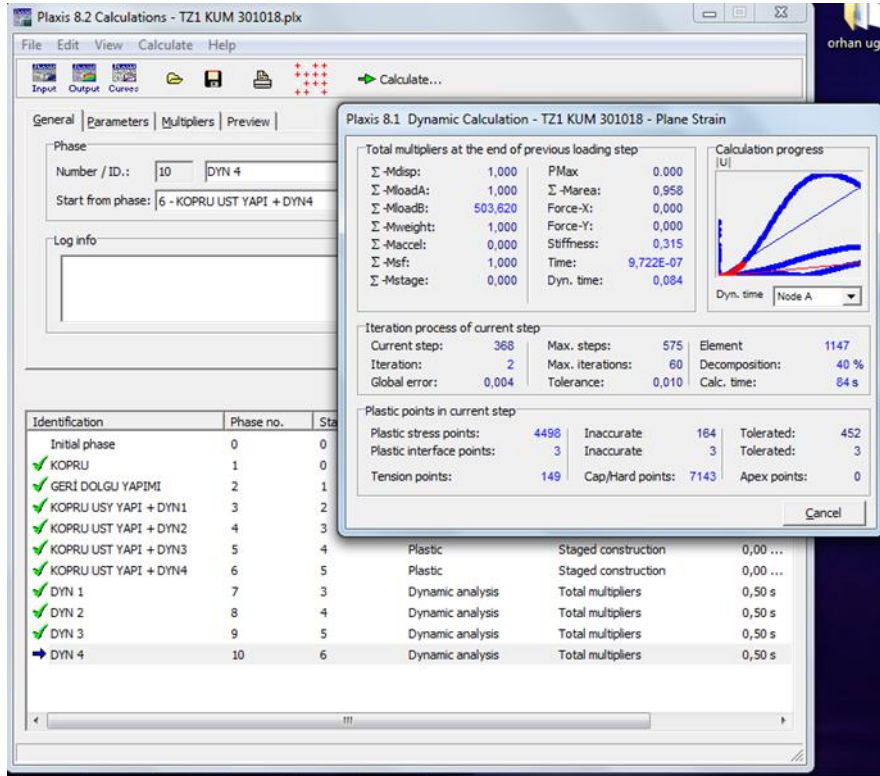 Plaxis 8.2 Calculations - TZ1 KUM 301018.plx
File Edit View Calculate Help
Input Output Curves Calculate...
General Parameters Multipliers Preview
Phase
Number / ID.: 10 DYN 4
Start from phase: 6 - KOPRU UST YAPI + DYN4
Log info
orhan ug
Plaxis 8.1 Dynamic Calculation - TZ1 KUM 301018 - Plane Strain
Total multipliers at the end of previous loading step
Σ -Mdisp: 1,000 PMax 0.000
Σ -MloadA: 1,000 Σ -Marea: 0,958
Σ -MloadB: 503,620 Force-X: 0,000
Σ -Mweight: 1,000 Force-Y: 0,000
Σ -Maccel: 0,000 Stiffness: 0,315
Σ -Msf: 1,000 Time: 9,722E-07
Σ -Mstage: 0,000 Dyn. time: 0,084
Calculation progress
|U|
Dyn. time Node A
Iteration process of current step
Current step: 368 Max. steps: 575 Element 1147
Iteration: 2 Max. iterations: 60 Decomposition: 40 %
Global error: 0,004 Tolerance: 0,010 Calc. time: 84 s
Plastic points in current step
Plastic stress points: 4498 Inaccurate 164 Tolerated: 452
Plastic interface points: 3 Inaccurate 3 Tolerated: 3
Tension points: 149 Cap/Hard points: 7143 Apex points: 0
Cancel
Identification Phase no. Sta
Initial phase 0 0
KOPRU 1 0
GERİ DOLGU YAPIMI 2 1
KOPRU USY YAPI + DYN1 3 2
KOPRU UST YAPI + DYN2 4 3
KOPRU UST YAPI + DYN3 5 4 Plastic Staged construction 0,00 ...
KOPRU UST YAPI + DYN4 6 5 Plastic Staged construction 0,00 ...
DYN 1 7 3 Dynamic analysis Total multipliers 0,50 s
DYN 2 8 4 Dynamic analysis Total multipliers 0,50 s
DYN 3 9 5 Dynamic analysis Total multipliers 0,50 s
DYN 4 10 6 Dynamic analysis Total multipliers 0,50 s